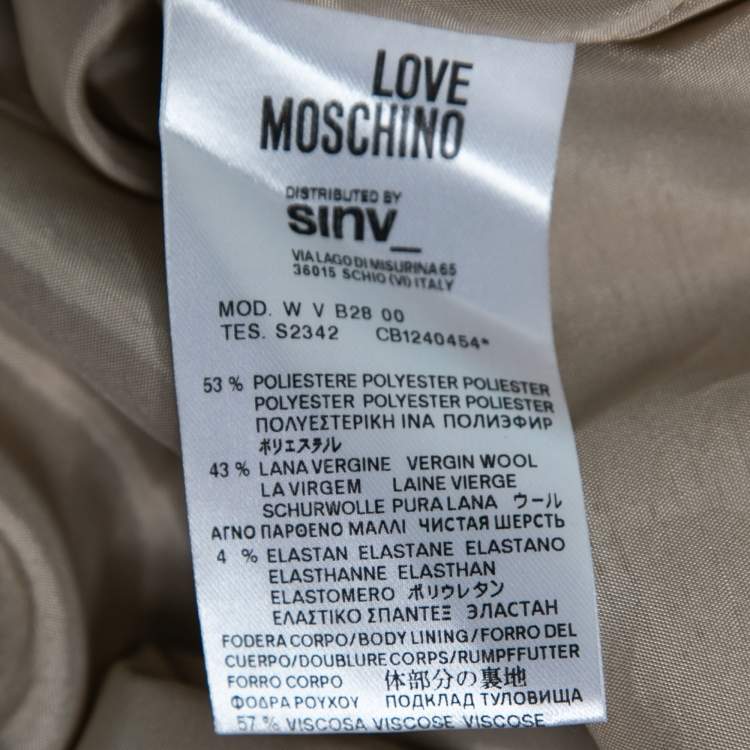 LOVE
MOSCHINO
DISTRIBUTED BY
sinv_
VIA LAGO DI MISURINA 65
36015 SCHIO (VI) ITALY
MOD. W V B28 00
TES. S2342 CB1240454*
53 % POLIESTERE POLYESTER POLIESTER
POLYESTER POLYESTER POLIESTER
ΠΟΛΥΕΣΤΕΡΙΚΗ ΙΝΑ ПОЛИЭФИР
ポリエステル
43 % LANA VERGINE VERGIN WOOL
LA VIRGEM LAINE VIERGE
SCHURWOLLE PURA LANA ウール
ΑΓΝΟ ΠΑΡΘΕΝΟ ΜΑΛΛΙ ЧИСТАЯ ШЕРСТЬ
4 % ELASTAN ELASTANE ELASTANO
ELASTHANNE ELASTHAN
ELASTOMERO ポリウレタン
ΕΛΑΣΤΙΚΟ ΣΠΑΝΤΕΞ ЭЛАСТАН
FODERA CORPO/BODY LINING/FORRO DEL
CUERPO/DOUBLURE CORPS/RUMPFFUTTER
FORRO CORPO 体部分の裏地
ΦΟΔΡΑ ΡΟΥΧΟΥ ПОДКЛАД ТУЛОВИЩА
57 % VISCOSA VISCOSE VISCOSE